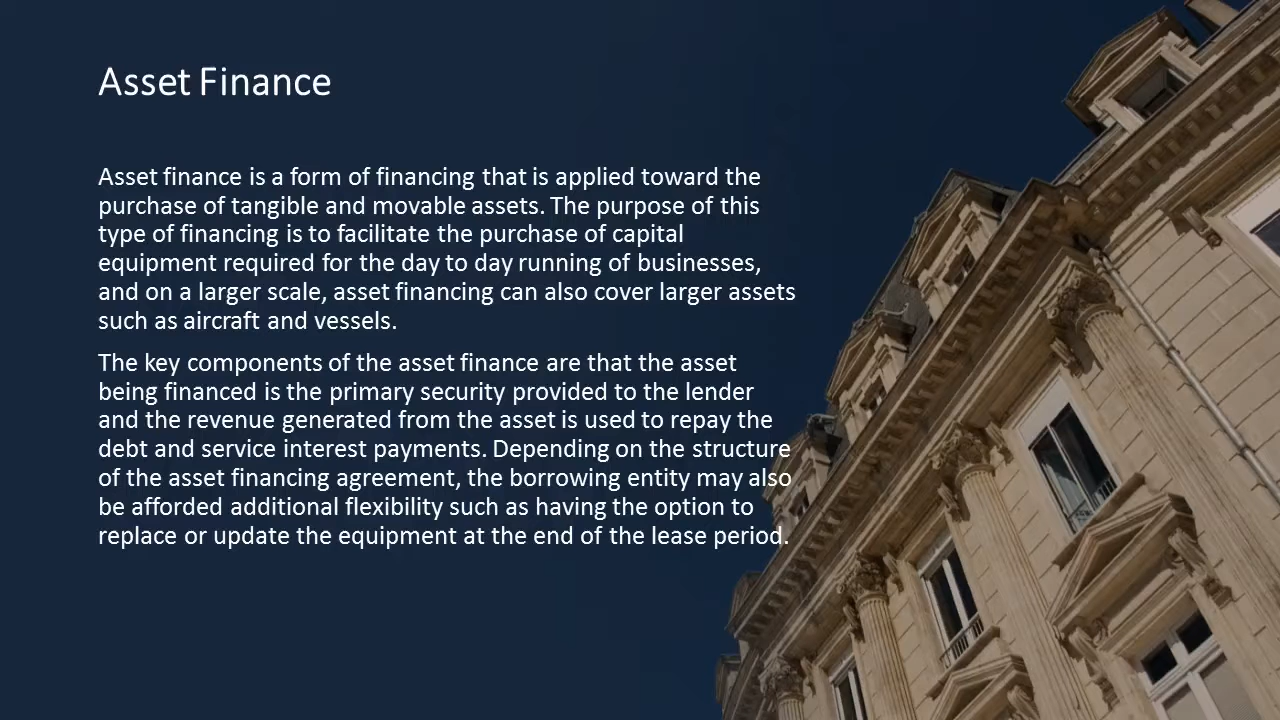 Asset Finance
Asset finance is a form of financing that is applied toward the
purchase of tangible and movable assets. The purpose of this
type of financing is to facilitate the purchase of capital
equipment required for the day to day running of businesses,
and on a larger scale, asset financing can also cover larger assets
such as aircraft and vessels.
The key components of the asset finance are that the asset
being financed is the primary security provided to the lender
and the revenue generated from the asset is used to repay the
debt and service interest payments. Depending on the structure
of the asset financing agreement, the borrowing entity may also
be afforded additional flexibility such as having the option to
replace or update the equipment at the end of the lease period.